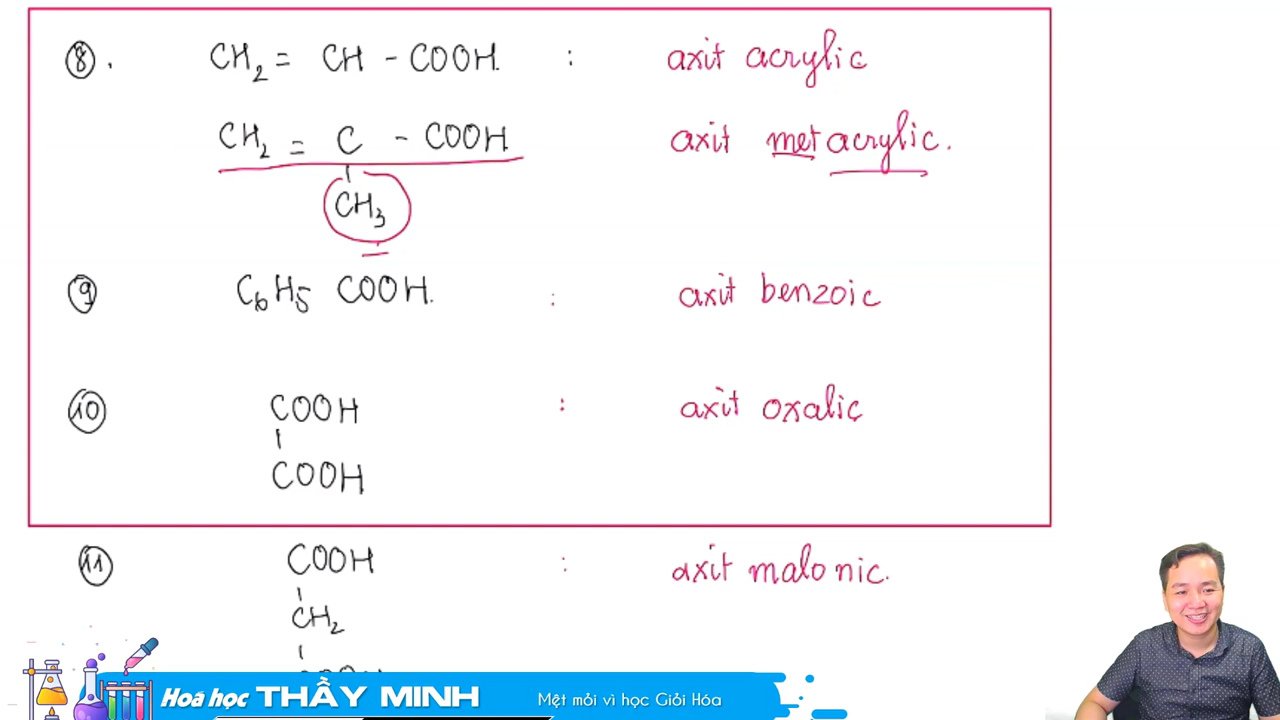 ⑧. CH₂ = CH - COOH. : axit acrylic
CH₂ = C - COOH axit metacrylic.
CH₃
⑨ C₆H₅ COOH. : axit benzoic
⑩ COOH : axit oxalic
COOH
⑪ COOH : axit malonic.
CH₂
Hoá học THẦY MINH Mệt mỏi vì học Giỏi Hóa